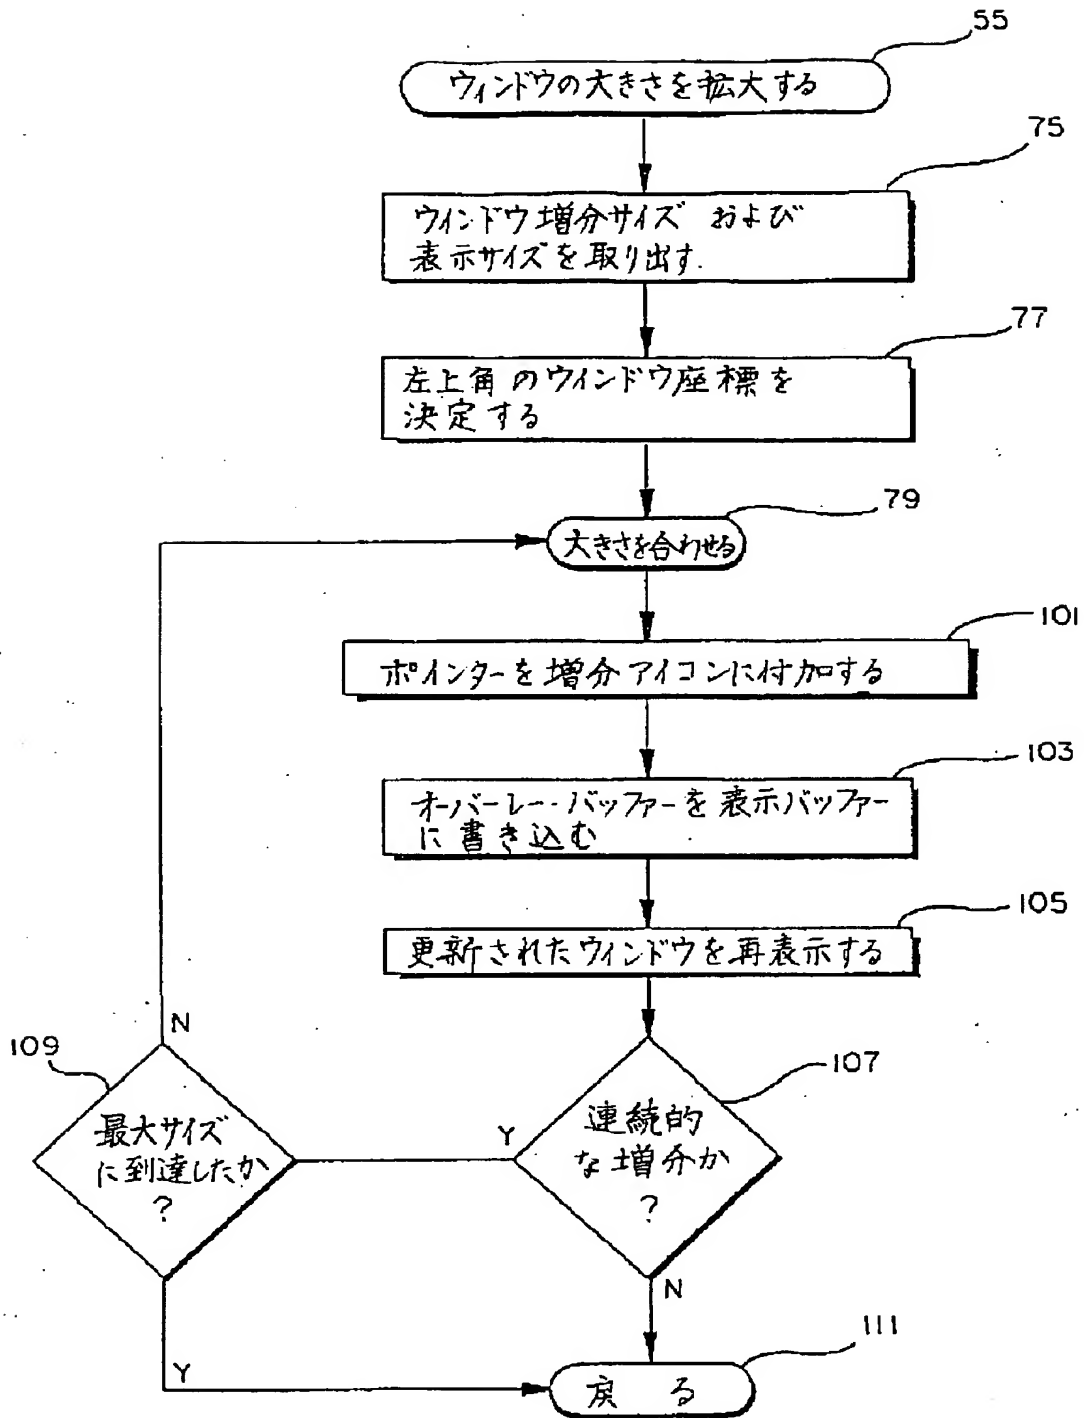 55
ウィンドウの大きさを拡大する
75
ウィンドウ増分サイズ および
表示サイズを取り出す.
77
左上角のウインドウ座標を
決定する
79
大きさを合わせる
101
ポインターを増分アイコンに付加する
103
オーバーレー・バッファーを表示バッファー
に書き込む
105
更新されたウィンドウを再表示する
N
109
107
最大サイズ
に到達したか
?
Y
連続的
な増分か
?
N
Y
111
戻 る